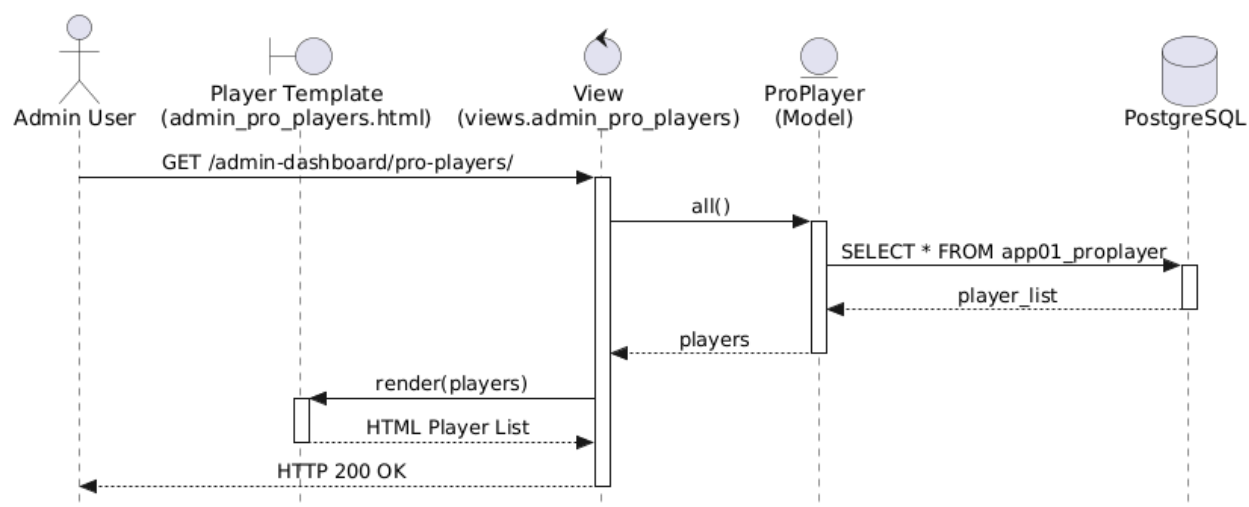 Admin User
Player Template
(admin_pro_players.html)
View
(views.admin_pro_players)
ProPlayer
(Model)
PostgreSQL
GET /admin-dashboard/pro-players/
all()
SELECT * FROM app01_proplayer
player_list
players
render(players)
HTML Player List
HTTP 200 OK